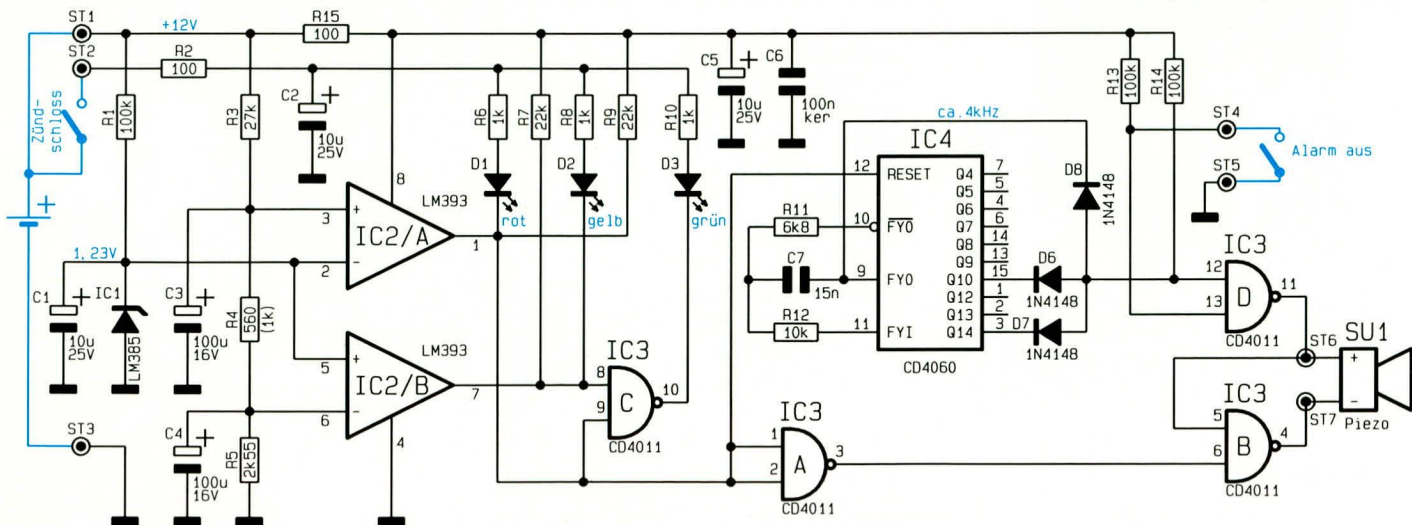 ST1
+12V
R15
100
ST2
R2
100
Zünd-
schloss
R1
100k
R3
27k
C2
+
10u
25V
R6
1k
R7
22k
R8
1k
R9
22k
R10
1k
C5
+
10u
25V
C6
100n
ker
ca.4kHz
R13
100k
R14
100k
ST4
ST5
Alarm aus
D1
rot
D2
gelb
D3
grün
IC4
12
RESET
R11
6k8
10
FY0
C7
15n
9
FY0
R12
10k
11
FYI
Q4
7
Q5
5
Q6
4
Q7
6
Q8
14
Q9
13
Q10
15
Q12
1
Q13
2
Q14
3
CD4060
D8
1N4148
D6
1N4148
D7
1N4148
+
8
LM393
3
+
IC2/A
1
2
-
1,23V
C1
+
10u
25V
IC1
LM385
C3
+
100u
16V
R4
560
(1k)
LM393
5
+
IC2/B
7
6
-
4
ST3
C4
+
100u
16V
R5
2k55
IC3
8
9
C
10
CD4011
IC3
1
2
A
3
CD4011
IC3
12
13
D
11
CD4011
IC3
5
6
B
4
CD4011
ST6
ST7
SU1
+
-
Piezo